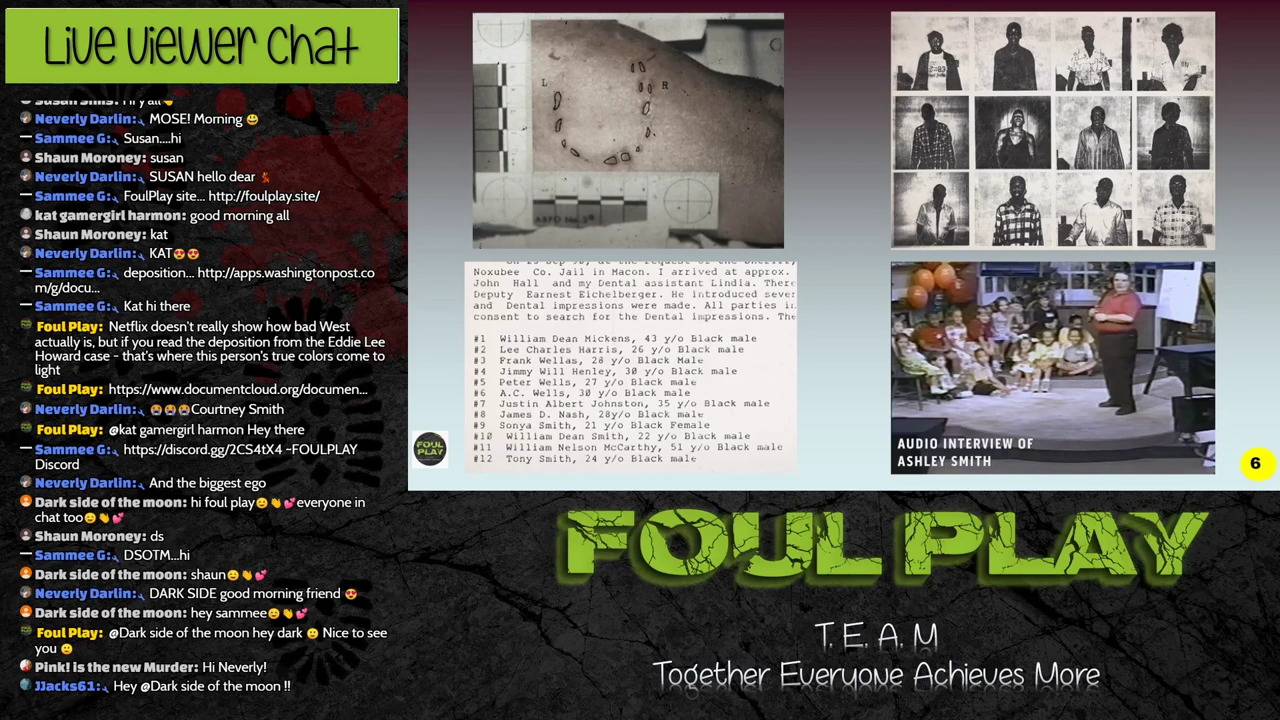 Live viewer chat
Susan Sills: Hi y'all
Neverly Darlin: MOSE! Morning 😃
Sammee G: Susan....hi
Shaun Moroney: susan
Neverly Darlin: SUSAN hello dear 💃
Sammee G: FoulPlay site... http://foulplay.site/
kat gamergirl harmon: good morning all
Shaun Moroney: kat
Neverly Darlin: KAT😍😍
Sammee G: deposition... http://apps.washingtonpost.co
m/g/docu...
Sammee G: Kat hi there
Foul Play: Netflix doesn't really show how bad West
actually is, but if you read the deposition from the Eddie Lee
Howard case - that's where this person's true colors come to
light
Foul Play: https://www.documentcloud.org/documen...
Neverly Darlin: 😭😭😭Courtney Smith
Foul Play: @kat gamergirl harmon Hey there
Sammee G: https://discord.gg/2CS4tX4 ~FOULPLAY
Discord
Neverly Darlin: And the biggest ego
Dark side of the moon: hi foul play😊👋💕everyone in
chat too😊👋💕
Shaun Moroney: ds
Sammee G: DSOTM...hi
Dark side of the moon: shaun😊👋💕
Neverly Darlin: DARK SIDE good morning friend 😍
Dark side of the moon: hey sammee😊👋💕
Foul Play: @Dark side of the moon hey dark 🙂 Nice to see
you 🙂
Pink! is the new Murder: Hi Neverly!
JJacks61: Hey @Dark side of the moon !!
L R
ABFO No. 2
Noxubee Co. Jail in Macon. I arrived at approx.
John Hall and my Dental assistant Lindia. There
Deputy Earnest Eichelberger. He introduced sever
and Dental impressions were made. All parties i
consent to search for the Dental impressions. The
#1 William Dean Mickens, 43 y/o Black male
#2 Lee Charles Harris, 26 y/o Black male
#3 Frank Wellas, 28 y/o Black Male
#4 Jimmy Will Henley, 30 y/o Black male
#5 Peter Wells, 27 y/o Black male
#6 A.C. Wells, 30 y/o Black male
#7 Justin Albert Johnston, 35 y/o Black male
#8 James D. Nash, 28y/o Black male
#9 Sonya Smith, 21 y/o Black Female
#10 William Dean Smith, 22 y/o Black male
#11 William Nelson McCarthy, 51 y/o Black male
#12 Tony Smith, 24 y/o Black male
FOUL
PLAY
AUDIO INTERVIEW OF
ASHLEY SMITH
6
FOUL PLAY
T. E. A. M
Together Everyone Achieves More